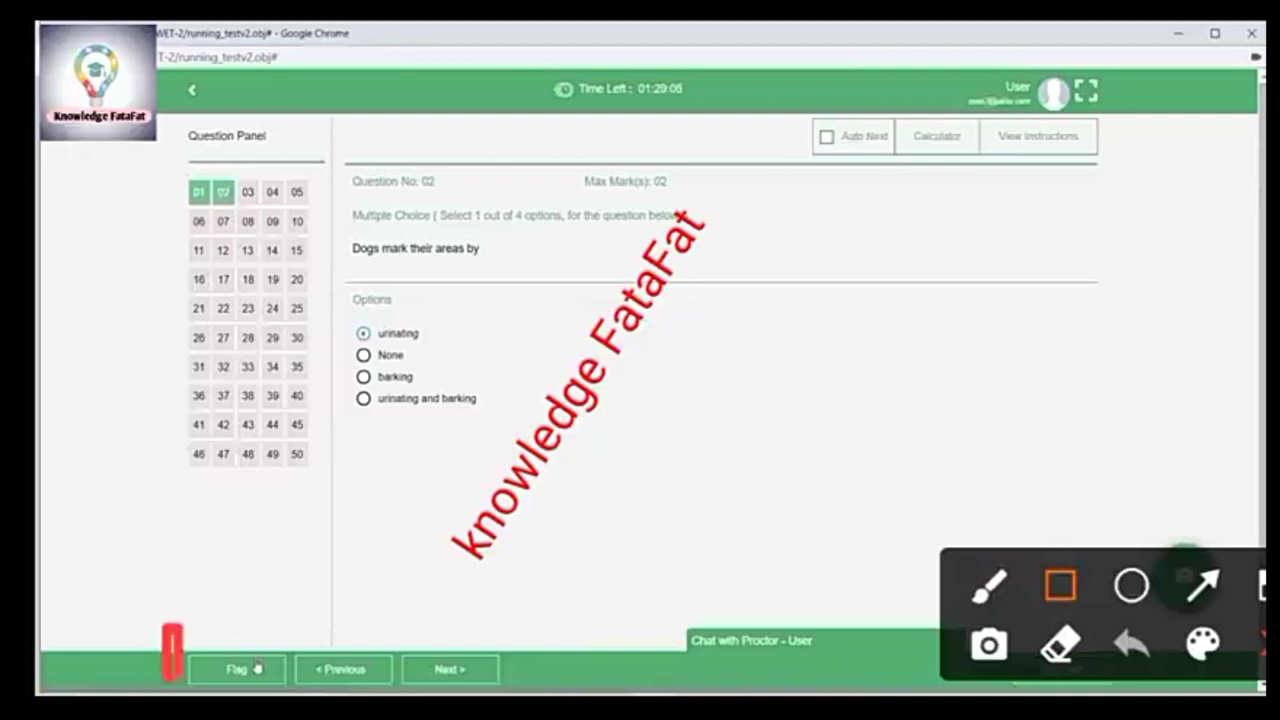 WET-2/running_testv2.obj# - Google Chrome
T-2/running_testv2.obj#
Knowledge FataFat
Time Left : 01:29:06
User
Question Panel
Auto Next
Calculator
View Instructions
01 02 03 04 05
06 07 08 09 10
11 12 13 14 15
16 17 18 19 20
21 22 23 24 25
26 27 28 29 30
31 32 33 34 35
36 37 38 39 40
41 42 43 44 45
46 47 48 49 50
Question No: 02
Max Mark(s): 02
Multiple Choice ( Select 1 out of 4 options, for the question below
Dogs mark their areas by
Options
urinating
None
barking
urinating and barking
knowledge FataFat
Chat with Proctor - User
Flag
< Previous
Next >